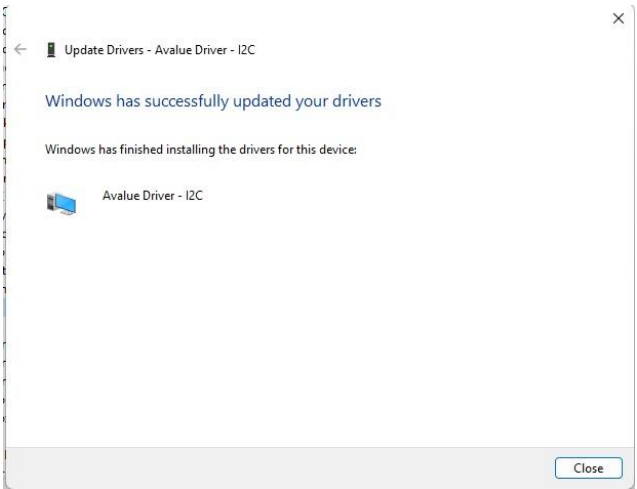 Update Drivers - Avalue Driver - I2C
Windows has successfully updated your drivers
Windows has finished installing the drivers for this device:
Avalue Driver - I2C
Close